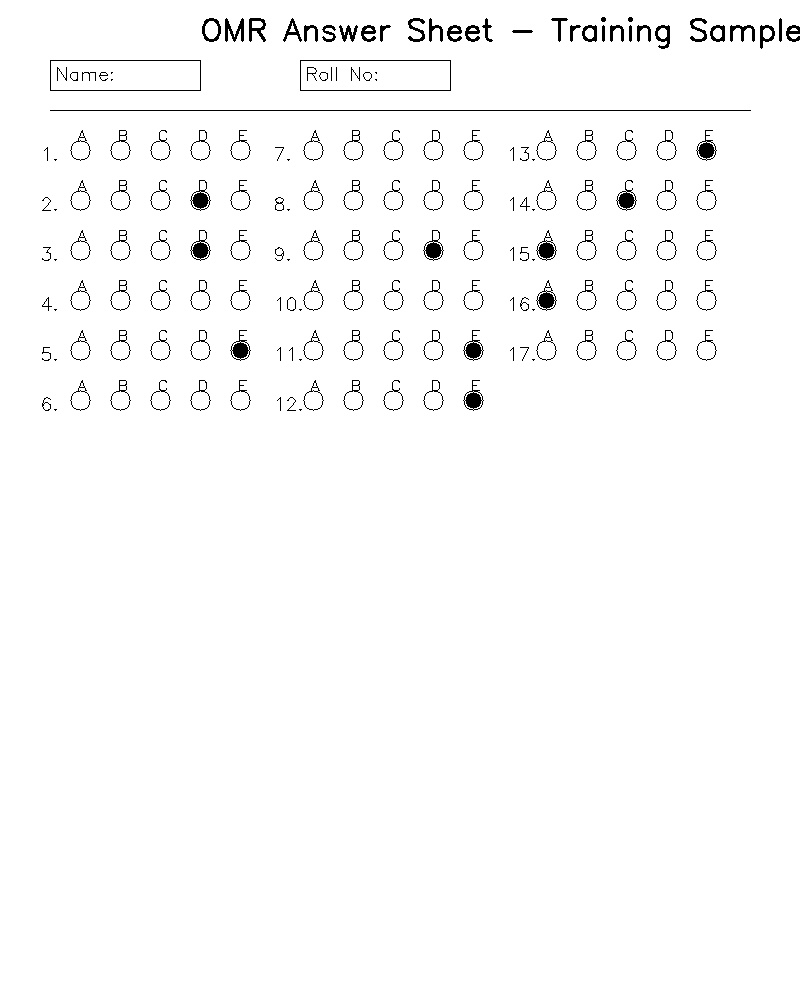 OMR Answer Sheet - Training Sample
Name: Roll No:
A B C D E A B C D E A B C D E
1. 7. 13.
A B C D E A B C D E A B C D E
2. 8. 14.
A B C D E A B C D E A B C D E
3. 9. 15.
A B C D E A B C D E A B C D E
4. 10. 16.
A B C D E A B C D E A B C D E
5. 11. 17.
A B C D E A B C D E
6. 12.